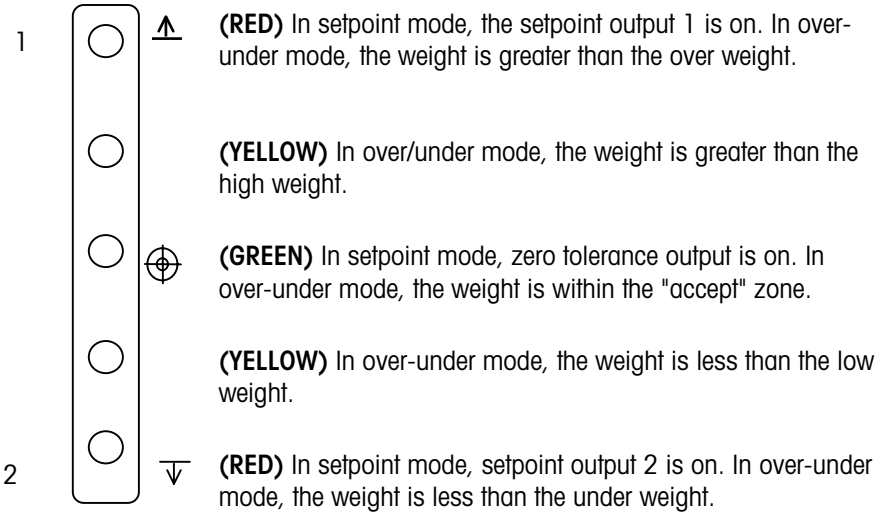 1
(RED) In setpoint mode, the setpoint output 1 is on. In over-
under mode, the weight is greater than the over weight.
(YELLOW) In over/under mode, the weight is greater than the
high weight.
(GREEN) In setpoint mode, zero tolerance output is on. In
over-under mode, the weight is within the "accept" zone.
(YELLOW) In over-under mode, the weight is less than the low
weight.
2
(RED) In setpoint mode, setpoint output 2 is on. In over-under
mode, the weight is less than the under weight.